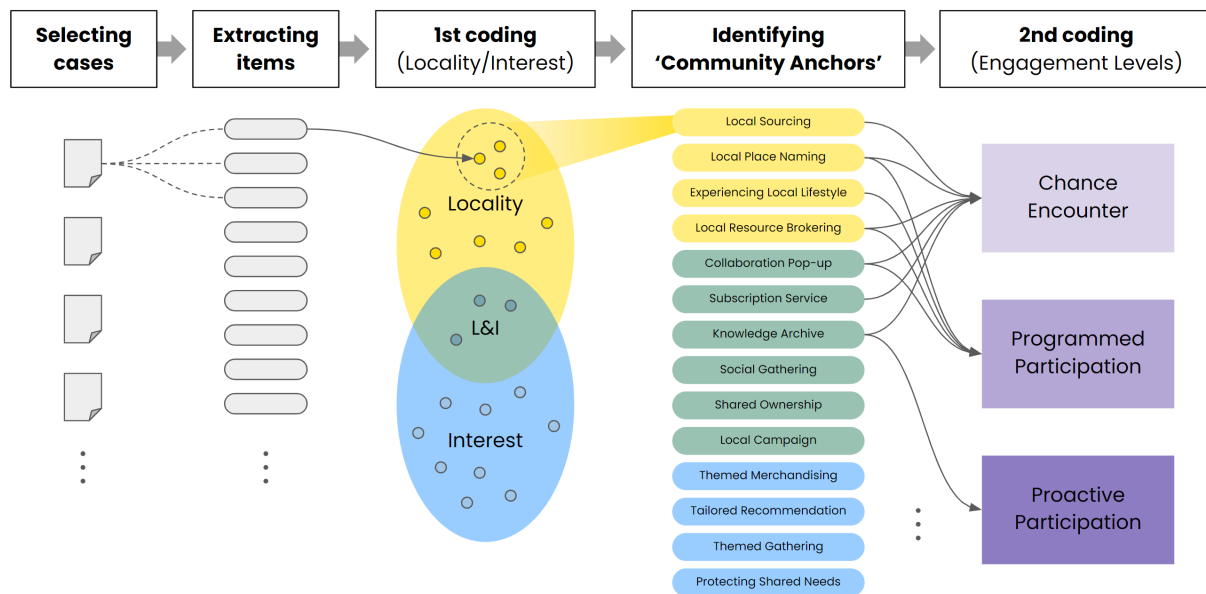 Selecting
cases
Extracting
items
1st coding
(Locality/Interest)
Identifying
‘Community Anchors’
2nd coding
(Engagement Levels)
Locality
L&I
Interest
Local Sourcing
Local Place Naming
Experiencing Local Lifestyle
Local Resource Brokering
Collaboration Pop-up
Subscription Service
Knowledge Archive
Social Gathering
Shared Ownership
Local Campaign
Themed Merchandising
Tailored Recommendation
Themed Gathering
Protecting Shared Needs
Chance
Encounter
Programmed
Participation
Proactive
Participation